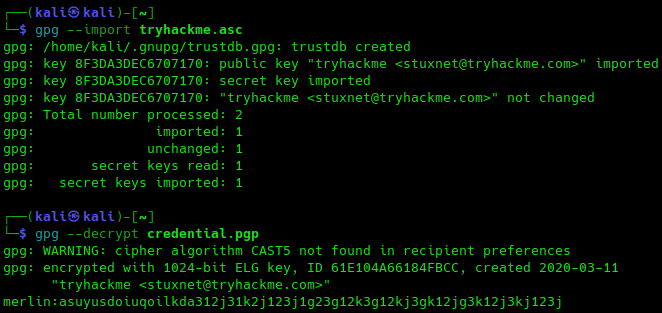 ┌──(kali㉿kali)-[~]
└─$ gpg --import tryhackme.asc
gpg: /home/kali/.gnupg/trustdb.gpg: trustdb created
gpg: key 8F3DA3DEC6707170: public key "tryhackme <stuxnet@tryhackme.com>" imported
gpg: key 8F3DA3DEC6707170: secret key imported
gpg: key 8F3DA3DEC6707170: "tryhackme <stuxnet@tryhackme.com>" not changed
gpg: Total number processed: 2
gpg:               imported: 1
gpg:              unchanged: 1
gpg:       secret keys read: 1
gpg:   secret keys imported: 1
┌──(kali㉿kali)-[~]
└─$ gpg --decrypt credential.pgp
gpg: WARNING: cipher algorithm CAST5 not found in recipient preferences
gpg: encrypted with 1024-bit ELG key, ID 61E104A66184FBCC, created 2020-03-11
      "tryhackme <stuxnet@tryhackme.com>"
merlin:asuyusdoiuqoilkda312j31k2j123j1g23g12k3g12kj3gk12jg3k12j3kj123j